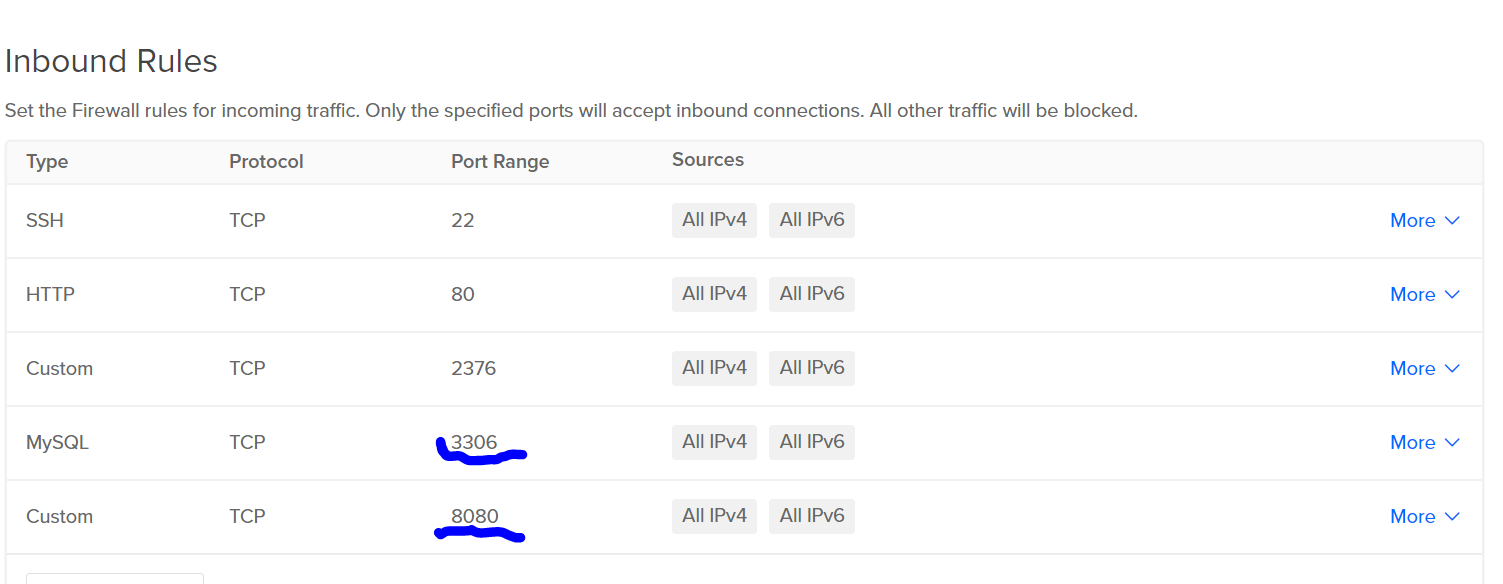 Inbound Rules
Set the Firewall rules for incoming traffic. Only the specified ports will accept inbound connections. All other traffic will be blocked.
Type Protocol Port Range Sources
SSH TCP 22 All IPv4 All IPv6 More
HTTP TCP 80 All IPv4 All IPv6 More
Custom TCP 2376 All IPv4 All IPv6 More
MySQL TCP 3306 All IPv4 All IPv6 More
Custom TCP 8080 All IPv4 All IPv6 More